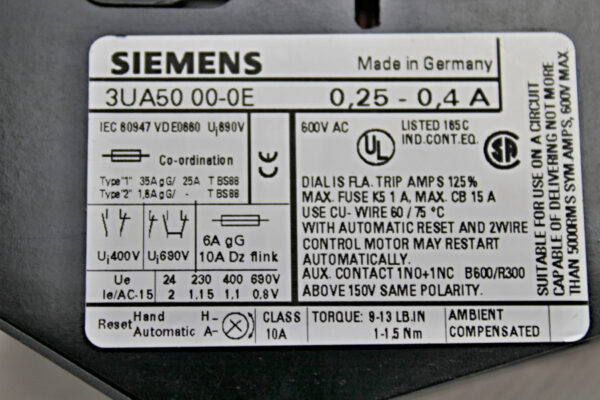 SIEMENS
Made in Germany
3UA50 00-0E
0,25 - 0,4 A
IEC 60947 VDE0660 Ui690V
Co-ordination
Type "1" 35A gG/ 25A T BS88
Type "2" 1,6A gG/ - T BS88
CE
Ui400V
Ui690V
6A gG
10A Dz flink
Ue 24 230 400 690V
Ie/AC-15 2 1.15 1.1 0.8V
600V AC
UL
LISTED 165C
IND.CONT.EQ.
SA
DIAL IS FLA. TRIP AMPS 125%
MAX. FUSE K5 1 A, MAX. CB 15 A
USE CU- WIRE 60 / 75 °C
WITH AUTOMATIC RESET AND 2WIRE
CONTROL MOTOR MAY RESTART
AUTOMATICALLY.
AUX. CONTACT 1NO+1NC B600/R300
ABOVE 150V SAME POLARITY.
SUITABLE FOR USE ON A CIRCUIT
CAPABLE OF DELIVERING NOT MORE
THAN 5000RMS SYM AMPS, 600V MAX.
Reset Hand H-
Automatic A-
CLASS
10A
TORQUE: 9-13 LB.IN
1-1.5 Nm
AMBIENT
COMPENSATED